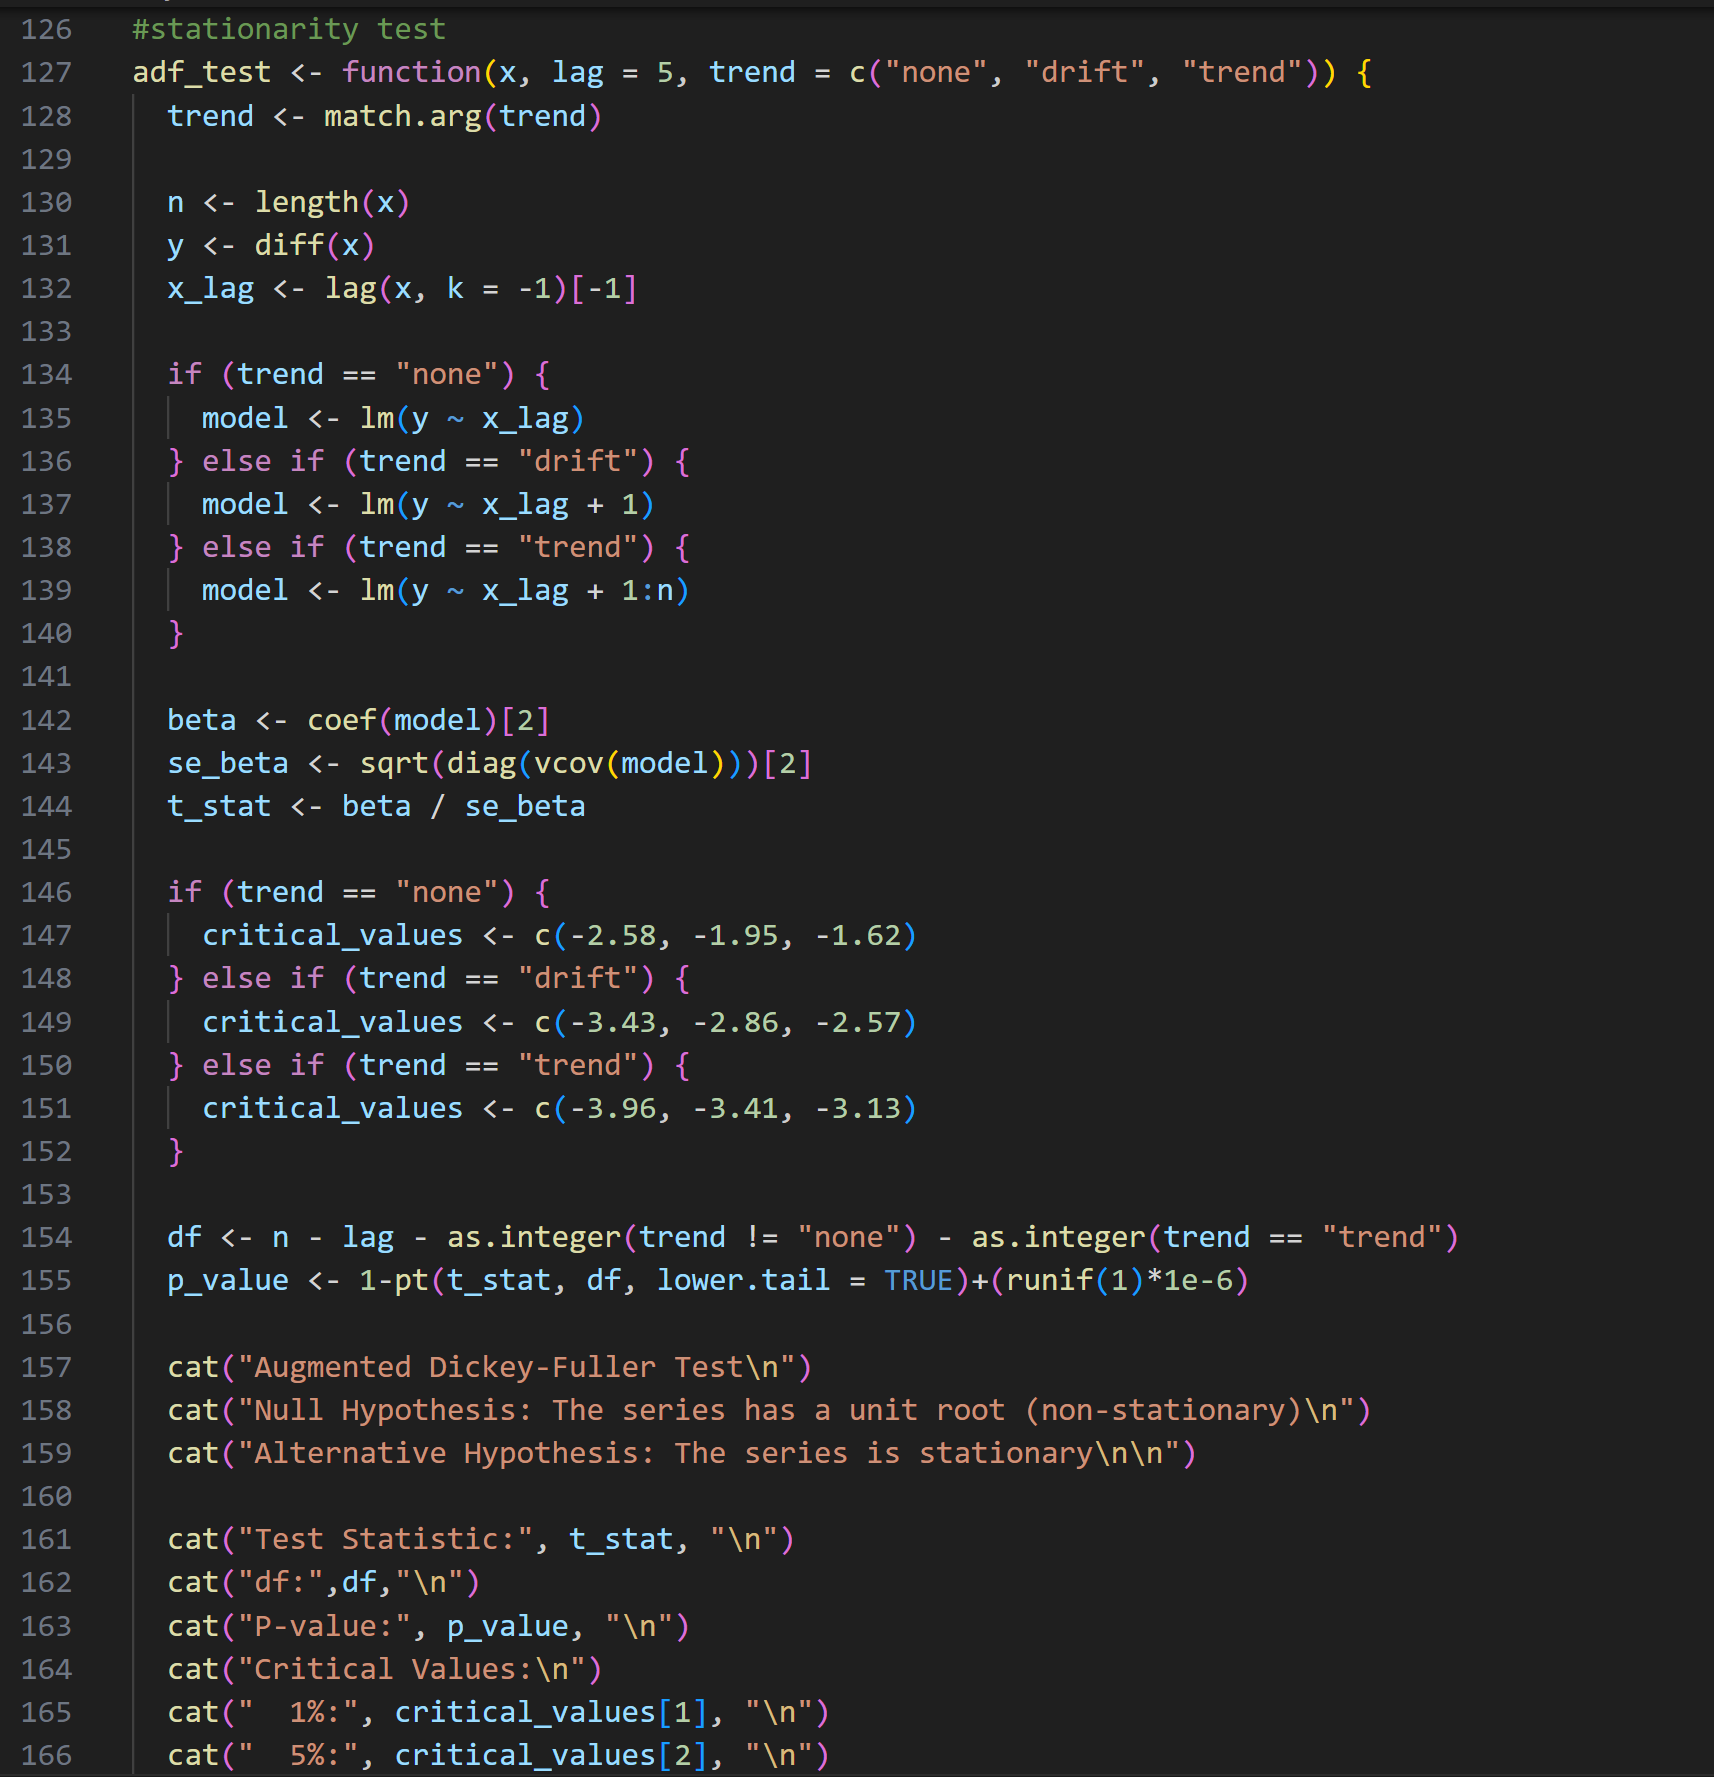 126 #stationarity test
127 adf_test <- function(x, lag = 5, trend = c("none", "drift", "trend")) {
128   trend <- match.arg(trend)
129
130   n <- length(x)
131   y <- diff(x)
132   x_lag <- lag(x, k = -1)[-1]
133
134   if (trend == "none") {
135     model <- lm(y ~ x_lag)
136   } else if (trend == "drift") {
137     model <- lm(y ~ x_lag + 1)
138   } else if (trend == "trend") {
139     model <- lm(y ~ x_lag + 1:n)
140   }
141
142   beta <- coef(model)[2]
143   se_beta <- sqrt(diag(vcov(model)))[2]
144   t_stat <- beta / se_beta
145
146   if (trend == "none") {
147     critical_values <- c(-2.58, -1.95, -1.62)
148   } else if (trend == "drift") {
149     critical_values <- c(-3.43, -2.86, -2.57)
150   } else if (trend == "trend") {
151     critical_values <- c(-3.96, -3.41, -3.13)
152   }
153
154   df <- n - lag - as.integer(trend != "none") - as.integer(trend == "trend")
155   p_value <- 1-pt(t_stat, df, lower.tail = TRUE)+(runif(1)*1e-6)
156
157   cat("Augmented Dickey-Fuller Test\n")
158   cat("Null Hypothesis: The series has a unit root (non-stationary)\n")
159   cat("Alternative Hypothesis: The series is stationary\n\n")
160
161   cat("Test Statistic:", t_stat, "\n")
162   cat("df:",df,"\n")
163   cat("P-value:", p_value, "\n")
164   cat("Critical Values:\n")
165   cat("  1%:", critical_values[1], "\n")
166   cat("  5%:", critical_values[2], "\n")